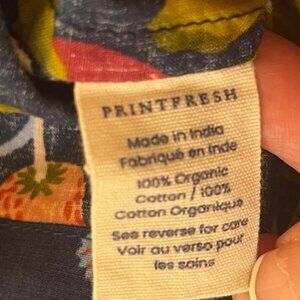 PRINTFRESH
Made in India
Fabriqué en Inde
100% Organic
Cotton / 100%
Cotton Organique
See reverse for care
Voir au verso pour
les soins